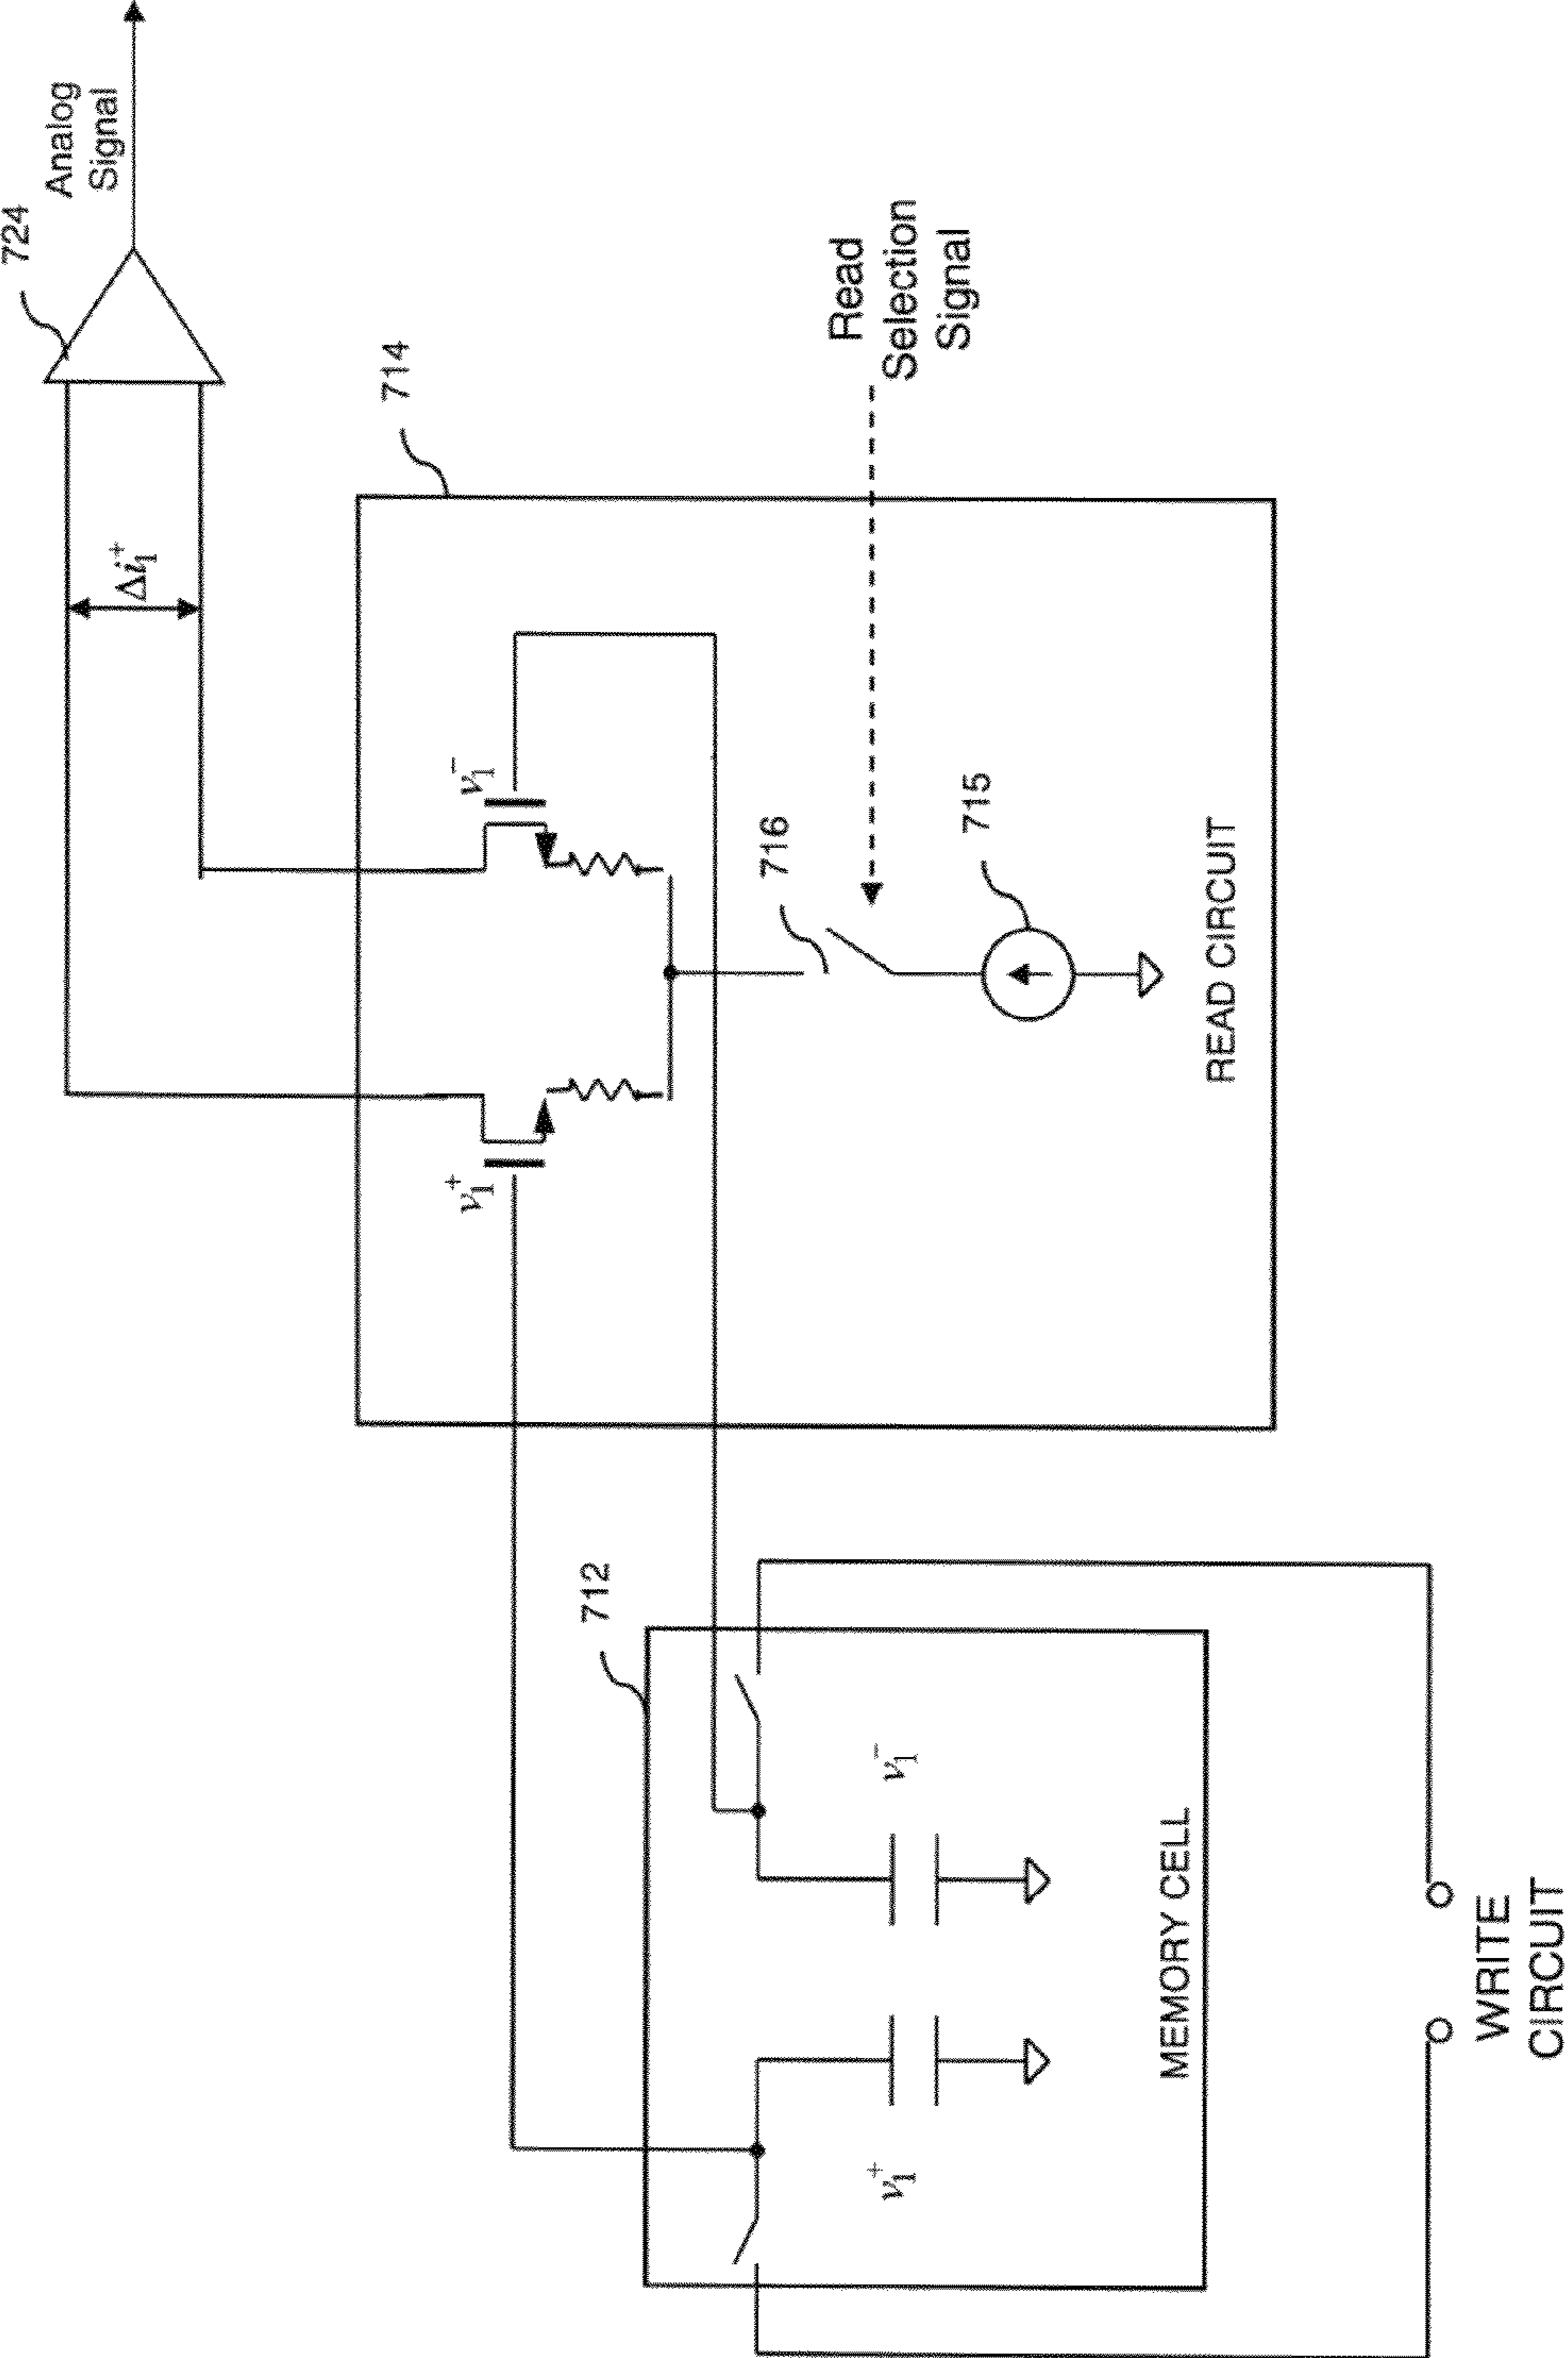 724
Analog
Signal
Δi₁⁺
714
v₁⁺
v₁⁻
716
Read
Selection
Signal
715
READ CIRCUIT
712
v₁⁺
v₁⁻
MEMORY CELL
WRITE
CIRCUIT